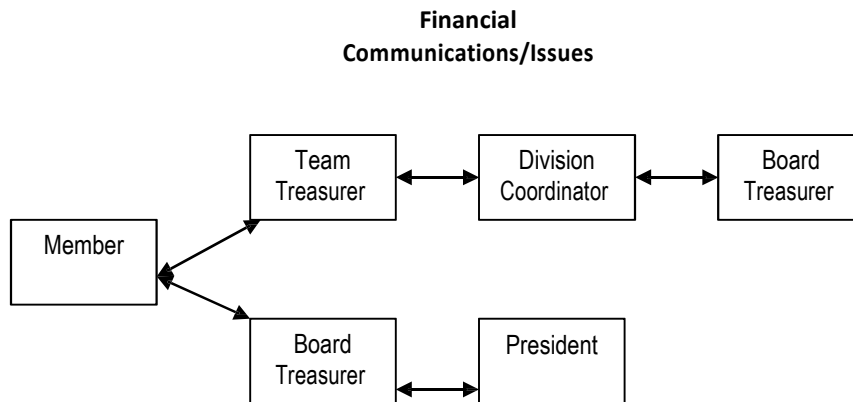 Financial
Communications/Issues
Team
Treasurer
Division
Coordinator
Board
Treasurer
Member
Board
Treasurer
President